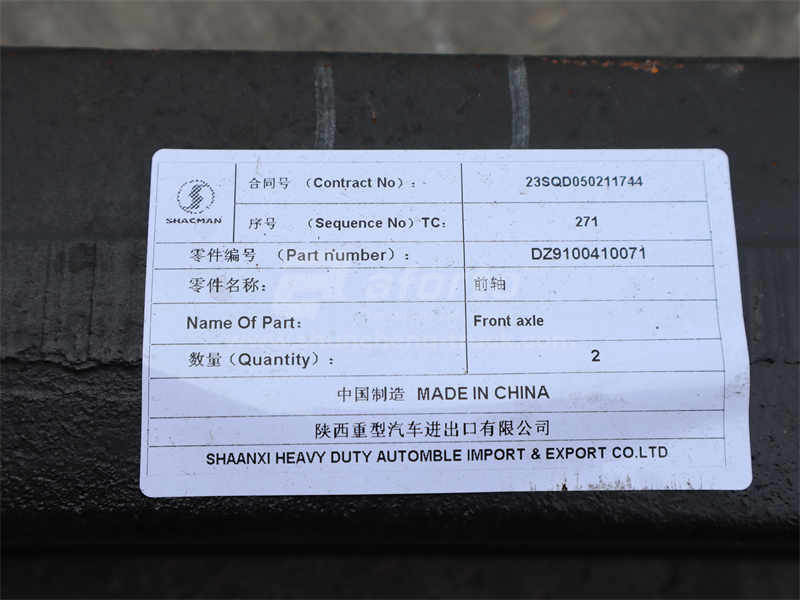 合同号 （Contract No）： 23SQD050211744
SHACMAN
序号 （Sequence No）TC： 271
零件编号 （Part number）： DZ9100410071
零件名称： 前轴
Name Of Part： Front axle
数量（Quantity）： 2
中国制造 MADE IN CHINA
陕西重型汽车进出口有限公司
SHAANXI HEAVY DUTY AUTOMBLE IMPORT & EXPORT CO.LTD